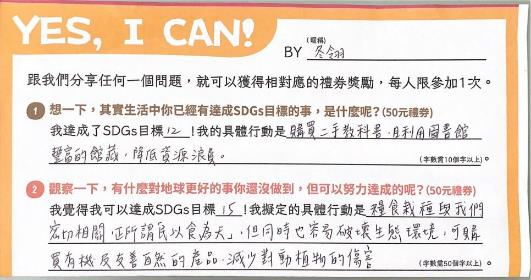 YES, I CAN!
(暱稱)
BY 冬翎
跟我們分享任何一個問題，就可以獲得相對應的禮券獎勵，每人限參加1次。
1 想一下，其實生活中你已經有達成SDGs目標的事，是什麼呢？(50元禮券)
我達成了SDGs目標 12 ！我的具體行動是 購買二手教科書，且利用圖書館
豐富的館藏，降低資源浪費。
(字數需10個字以上)。
2 觀察一下，有什麼對地球更好的事你還沒做到，但可以努力達成的呢？(50元禮券)
我覺得我可以達成SDGs目標 15 ！我擬定的具體行動是 糧食栽種與我們
密切相關，正所謂「民以食為天」，但同時也容易破壞生態環境，可購
買有機及友善自然的產品，減少對動植物的傷害
(字數需50個字以上)。